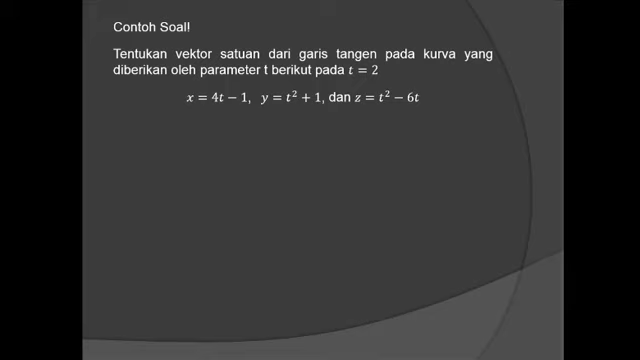 Contoh Soal!
Tentukan vektor satuan dari garis tangen pada kurva yang
diberikan oleh parameter t berikut pada t = 2
x = 4t − 1, y = t² + 1, dan z = t² − 6t